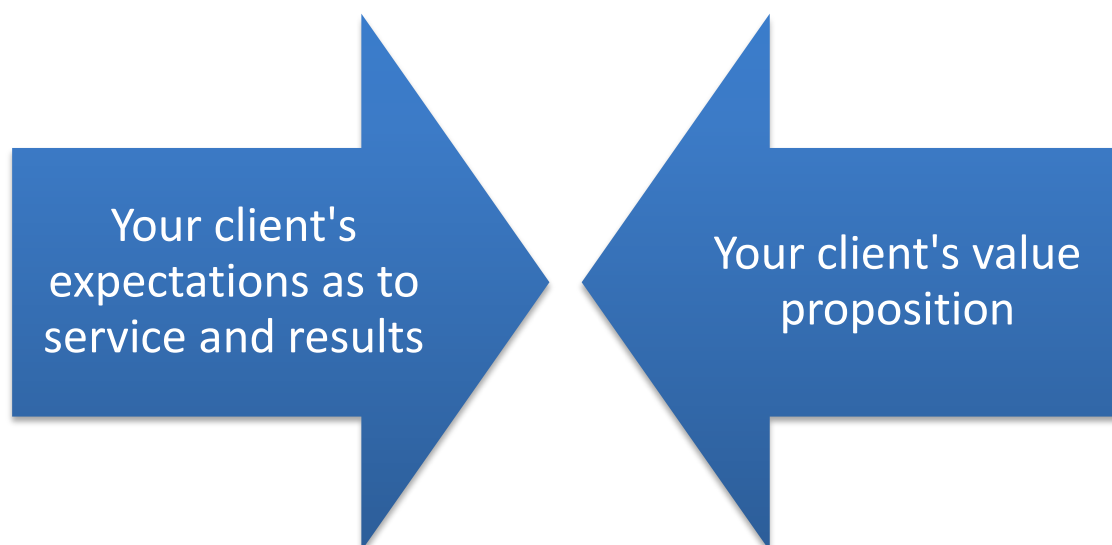 Your client's
expectations as to
service and results
Your client's value
proposition